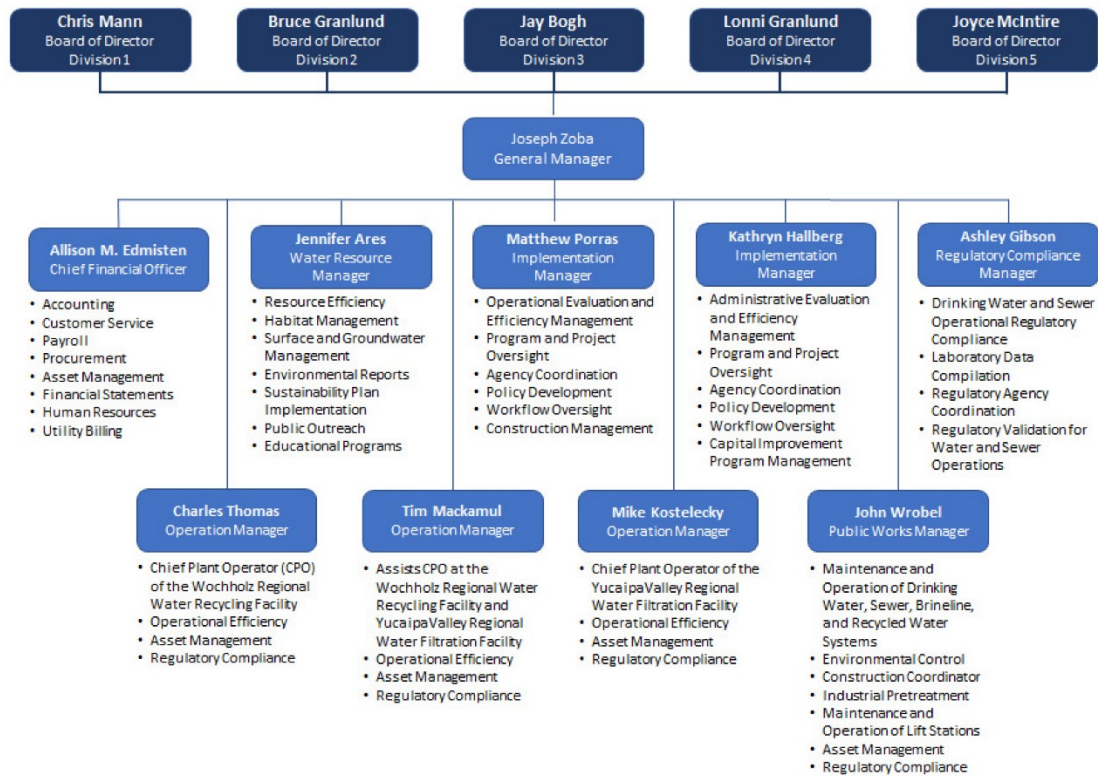 Chris Mann
Board of Director
Division 1
Bruce Granlund
Board of Director
Division 2
Jay Bogh
Board of Director
Division 3
Lonni Granlund
Board of Director
Division 4
Joyce McIntire
Board of Director
Division 5
Joseph Zoba
General Manager
Allison M. Edmisten
Chief Financial Officer
• Accounting
• Customer Service
• Payroll
• Procurement
• Asset Management
• Financial Statements
• Human Resources
• Utility Billing
Jennifer Ares
Water Resource
Manager
• Resource Efficiency
• Habitat Management
• Surface and Groundwater
Management
• Environmental Reports
• Sustainability Plan
Implementation
• Public Outreach
• Educational Programs
Matthew Porras
Implementation
Manager
• Operational Evaluation and
Efficiency Management
• Program and Project
Oversight
• Agency Coordination
• Policy Development
• Workflow Oversight
• Construction Management
Kathryn Hallberg
Implementation
Manager
• Administrative Evaluation
and Efficiency
Management
• Program and Project
Oversight
• Agency Coordination
• Policy Development
• Workflow Oversight
• Capital Improvement
Program Management
Ashley Gibson
Regulatory Compliance
Manager
• Drinking Water and Sewer
Operational Regulatory
Compliance
• Laboratory Data
Compilation
• Regulatory Agency
Coordination
• Regulatory Validation for
Water and Sewer
Operations
Charles Thomas
Operation Manager
• Chief Plant Operator (CPO)
of the Wochholz Regional
Water Recycling Facility
• Operational Efficiency
• Asset Management
• Regulatory Compliance
Tim Mackamul
Operation Manager
• Assists CPO at the
Wochholz Regional Water
Recycling Facility and
Yucaipa Valley Regional
Water Filtration Facility
• Operational Efficiency
• Asset Management
• Regulatory Compliance
Mike Kostelecky
Operation Manager
• Chief Plant Operator of the
Yucaipa Valley Regional
Water Filtration Facility
• Operational Efficiency
• Asset Management
• Regulatory Compliance
John Wrobel
Public Works Manager
• Maintenance and
Operation of Drinking
Water, Sewer, Brineline,
and Recycled Water
Systems
• Environmental Control
• Construction Coordinator
• Industrial Pretreatment
• Maintenance and
Operation of Lift Stations
• Asset Management
• Regulatory Compliance